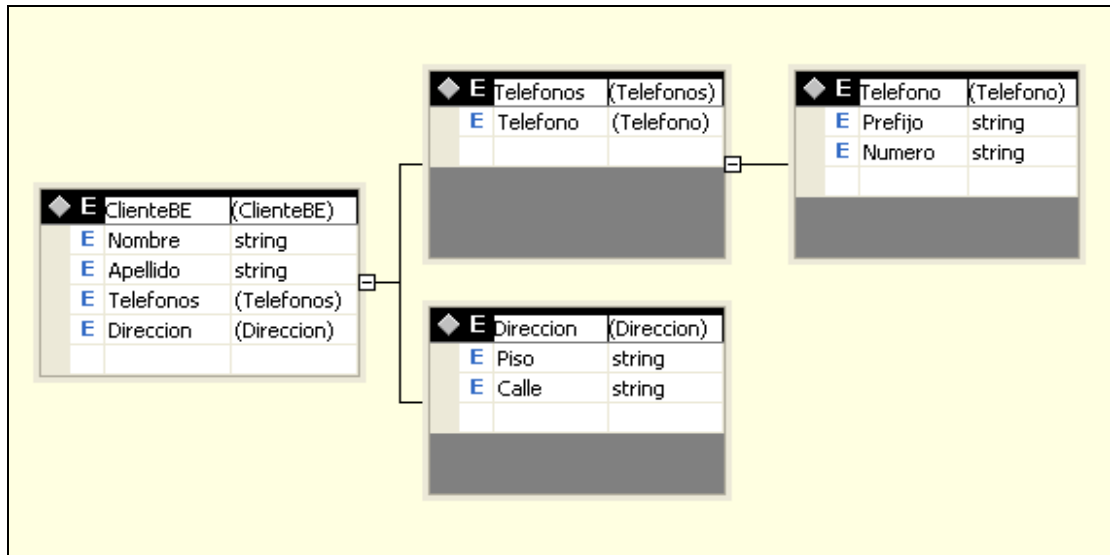 E ClienteBE (ClienteBE)
E Nombre string
E Apellido string
E Telefonos (Telefonos)
E Direccion (Direccion)
E Telefonos (Telefonos)
E Telefono (Telefono)
E Telefono (Telefono)
E Prefijo string
E Numero string
E Direccion (Direccion)
E Piso string
E Calle string